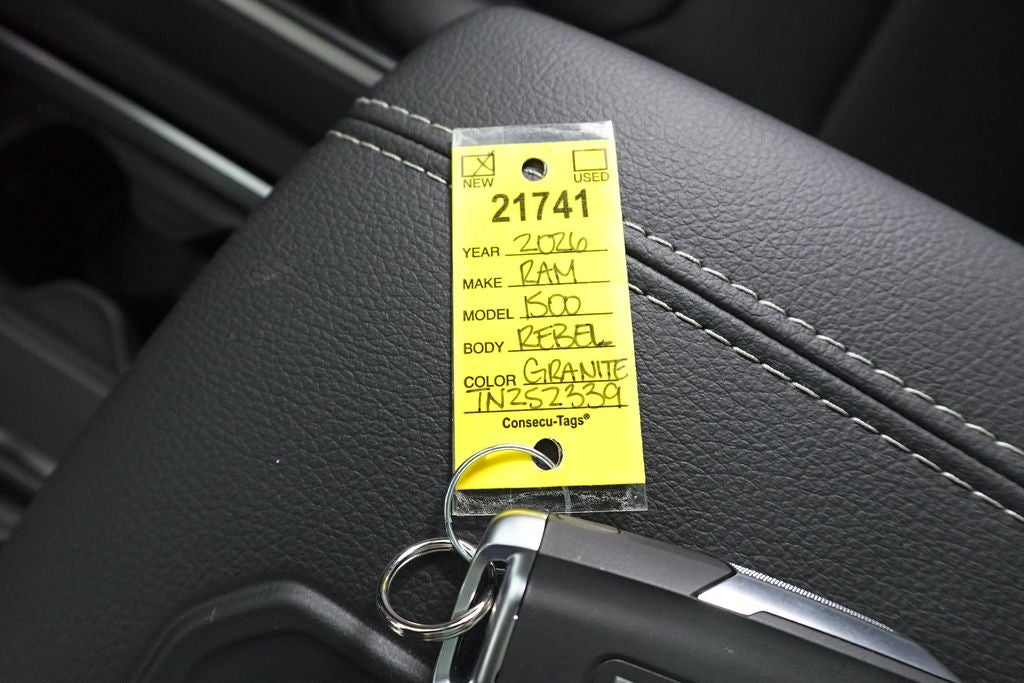 NEW USED
21741
YEAR 2026
MAKE RAM
MODEL 1500
BODY REBEL
COLOR GRANITE
TN252339
Consecu-Tags®